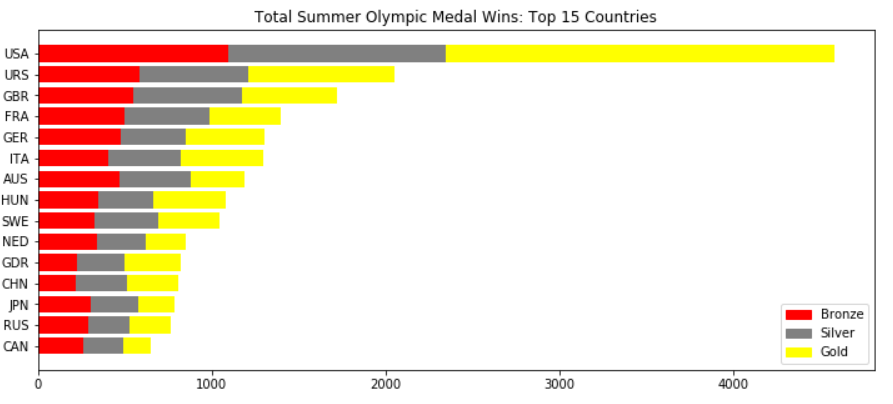 Total Summer Olympic Medal Wins: Top 15 Countries
USA
URS
GBR
FRA
GER
ITA
AUS
HUN
SWE
NED
GDR
CHN
JPN
RUS
CAN
Bronze
Silver
Gold
0 1000 2000 3000 4000